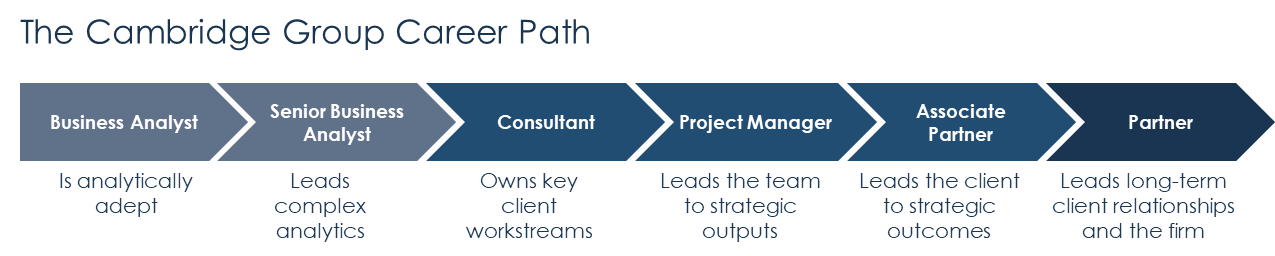 The Cambridge Group Career Path
Business Analyst
Senior Business
Analyst
Consultant
Project Manager
Associate
Partner
Partner
Is analytically
adept
Leads
complex
analytics
Owns key
client
workstreams
Leads the team
to strategic
outputs
Leads the client
to strategic
outcomes
Leads long-term
client relationships
and the firm